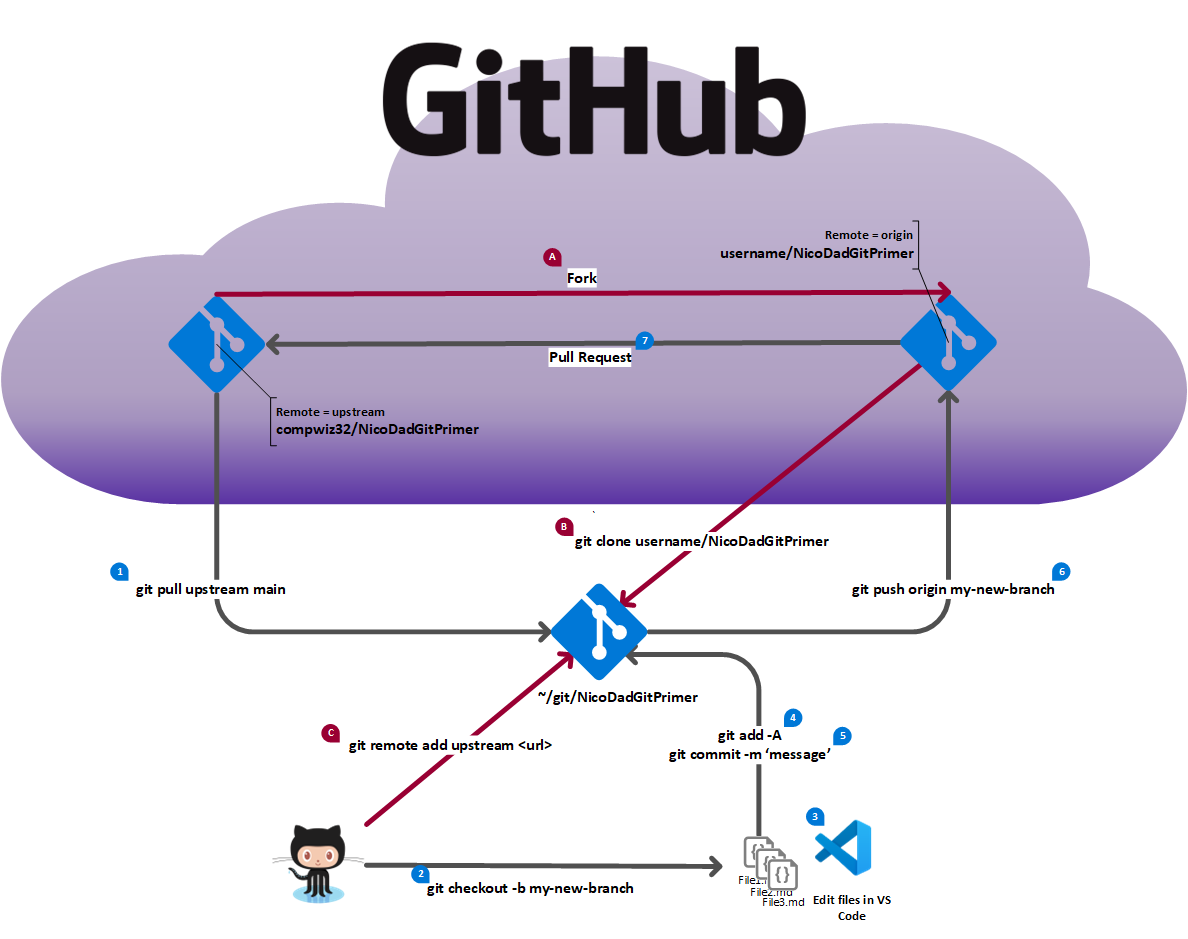 GitHub
Remote = origin
username/NicoDadGitPrimer
A
Fork
7
Pull Request
Remote = upstream
compwiz32/NicoDadGitPrimer
B
git clone username/NicoDadGitPrimer
1
git pull upstream main
6
git push origin my-new-branch
~/git/NicoDadGitPrimer
C
git remote add upstream <url>
4
git add -A
5
git commit -m ‘message’
3
2
git checkout -b my-new-branch
File2.md
File3.md
Edit files in VS
Code